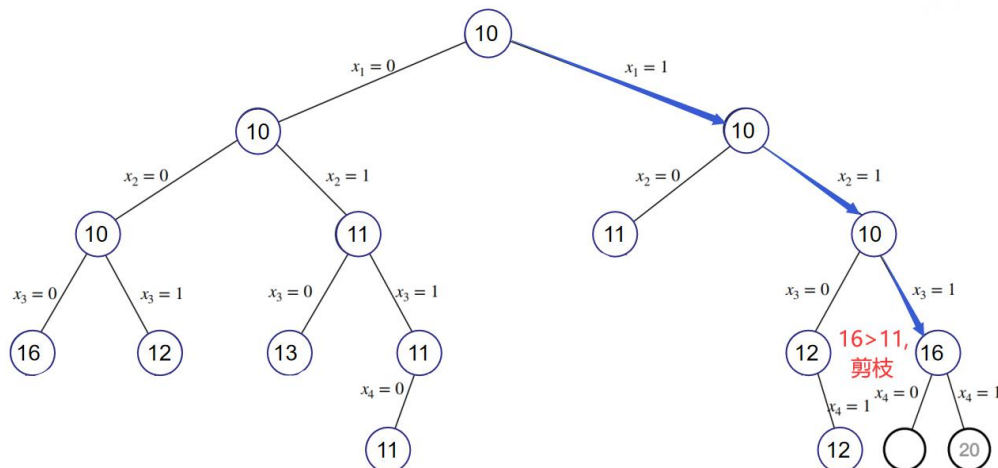 10
x₁ = 0
x₁ = 1
10
10
x₂ = 0
x₂ = 1
x₂ = 0
x₂ = 1
10
11
11
10
x₃ = 0
x₃ = 1
x₃ = 0
x₃ = 1
x₃ = 0
x₃ = 1
16
12
13
11
12
16>11,
剪枝
16
x₄ = 0
x₄ = 1
x₄ = 0
x₄ = 1
11
12
20